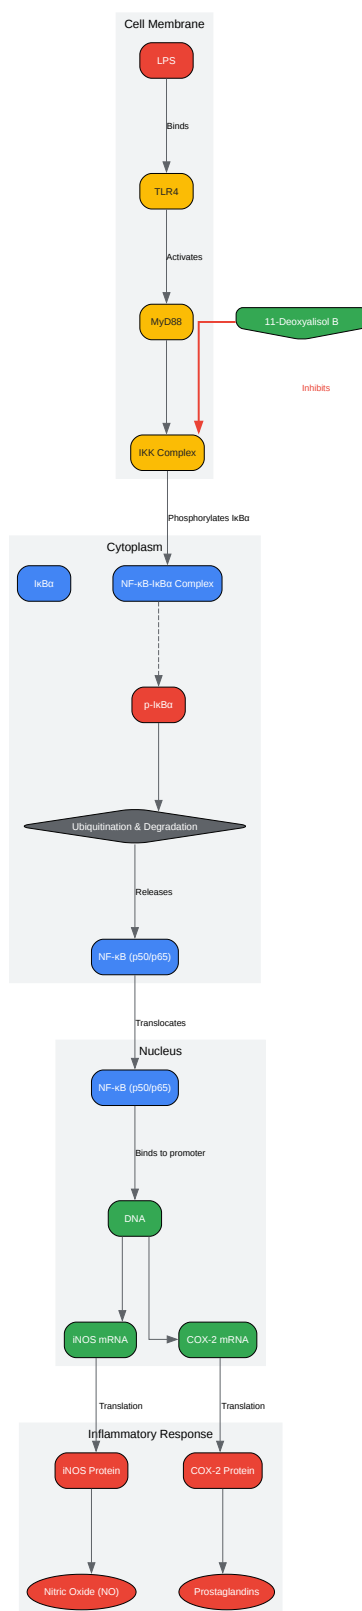 Cell Membrane
LPS
Binds
TLR4
Activates
MyD88
11-Deoxyalisol B
Inhibits
IKK Complex
Phosphorylates IκBα
Cytoplasm
IκBα
NF-κB-IκBα Complex
p-IκBα
Ubiquitination & Degradation
Releases
NF-κB (p50/p65)
Translocates
Nucleus
NF-κB (p50/p65)
Binds to promoter
DNA
iNOS mRNA
COX-2 mRNA
Translation
Translation
Inflammatory Response
iNOS Protein
COX-2 Protein
Nitric Oxide (NO)
Prostaglandins